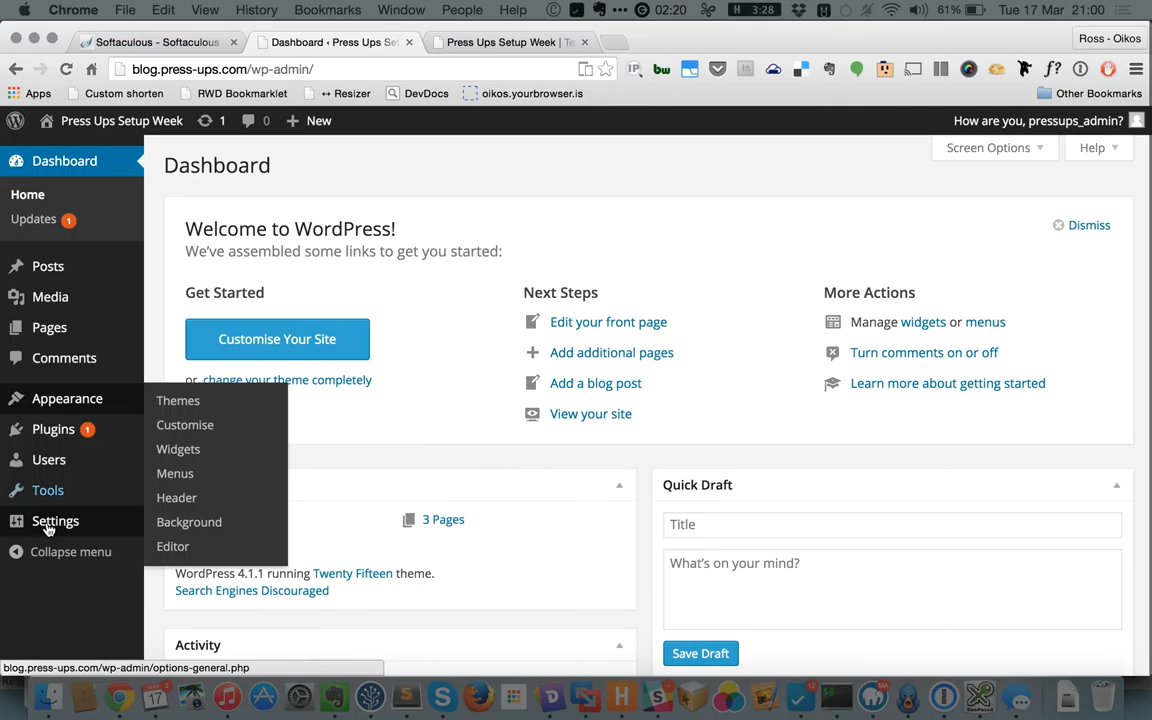 Chrome File Edit View History Bookmarks Window People Help 02:20 H 3:28 61% Tue 17 Mar 21:00
Softaculous - Softaculous Dashboard ‹ Press Ups Set Press Ups Setup Week | Te Ross - Oikos
blog.press-ups.com/wp-admin/
Apps Custom shorten RWD Bookmarklet ↔ Resizer DevDocs oikos.yourbrowser.is Other Bookmarks
Press Ups Setup Week 1 0 + New How are you, pressups_admin?
Dashboard
Home
Updates 1
Posts
Media
Pages
Comments
Appearance
Plugins 1
Users
Tools
Settings
Collapse menu
Themes
Customise
Widgets
Menus
Header
Background
Editor
Screen Options Help
Dashboard
Welcome to WordPress!
We've assembled some links to get you started:
Dismiss
Get Started
Customise Your Site
or, change your theme completely
Next Steps
Edit your front page
Add additional pages
Add a blog post
View your site
More Actions
Manage widgets or menus
Turn comments on or off
Learn more about getting started
3 Pages
WordPress 4.1.1 running Twenty Fifteen theme.
Search Engines Discouraged
Activity
Quick Draft
Title
What's on your mind?
Save Draft
blog.press-ups.com/wp-admin/options-general.php